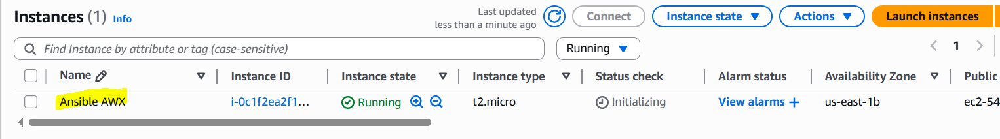 Instances (1) Info
Last updated
less than a minute ago
Connect
Instance state
Actions
Launch instances
Find Instance by attribute or tag (case-sensitive)
Running
1
Name Instance ID Instance state Instance type Status check Alarm status Availability Zone Public
Ansible AWX i-0c1f2ea2f1… Running t2.micro Initializing View alarms + us-east-1b ec2-54